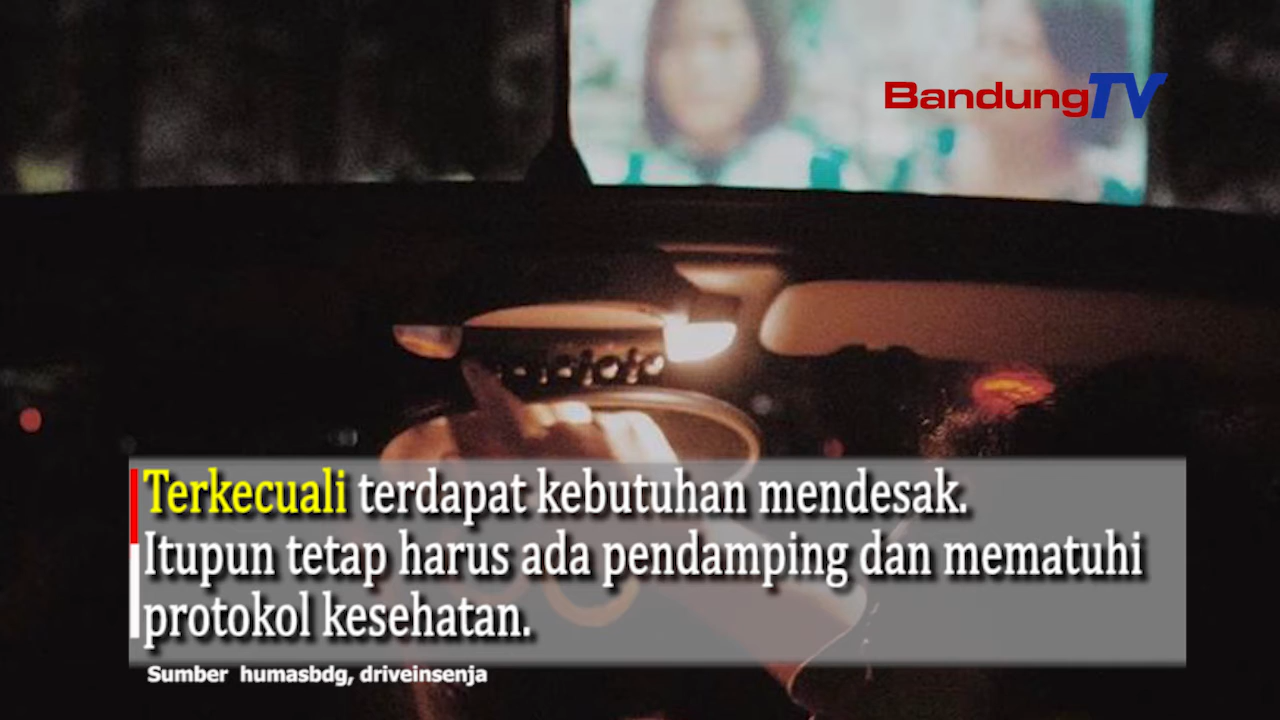 BandungTV
Terkecuali terdapat kebutuhan mendesak.
Itupun tetap harus ada pendamping dan mematuhi
protokol kesehatan.
Sumber humasbdg, driveinsenja